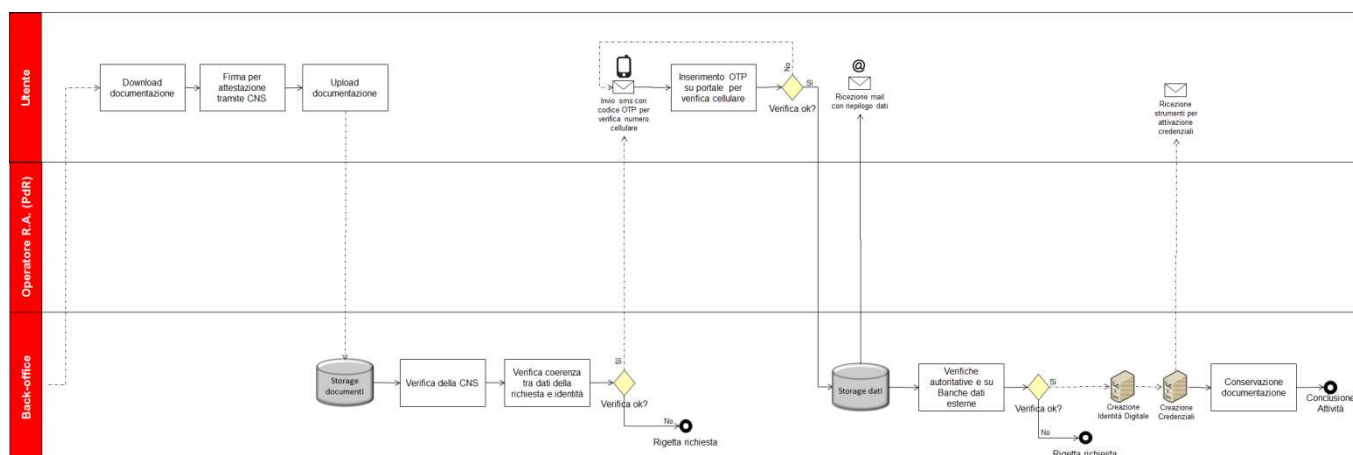 Utente
Download
documentazione
Firma per
attestazione
tramite CNS
Upload
documentazione
Invio sms con
codice OTP per
verifica numero
cellulare
Inserimento OTP
su portale per
verifica cellulare
No
Si
Verifica ok?
@
Ricezione mail
con riepilogo dati
Ricezione
strumenti per
attivazione
credenziali
Operatore R.A. (PdR)
Back-office
Storage
documenti
Verifica della CNS
Verifica coerenza
tra dati della
richiesta e identità
Si
Verifica ok?
No
Rigetta richiesta
Storage dati
Verifiche
autoritative e su
Banche dati
esterne
Si
Verifica ok?
No
Rigetta richiesta
Creazione
Identità Digitale
Creazione
Credenziali
Conservazione
documentazione
Conclusione
Attività